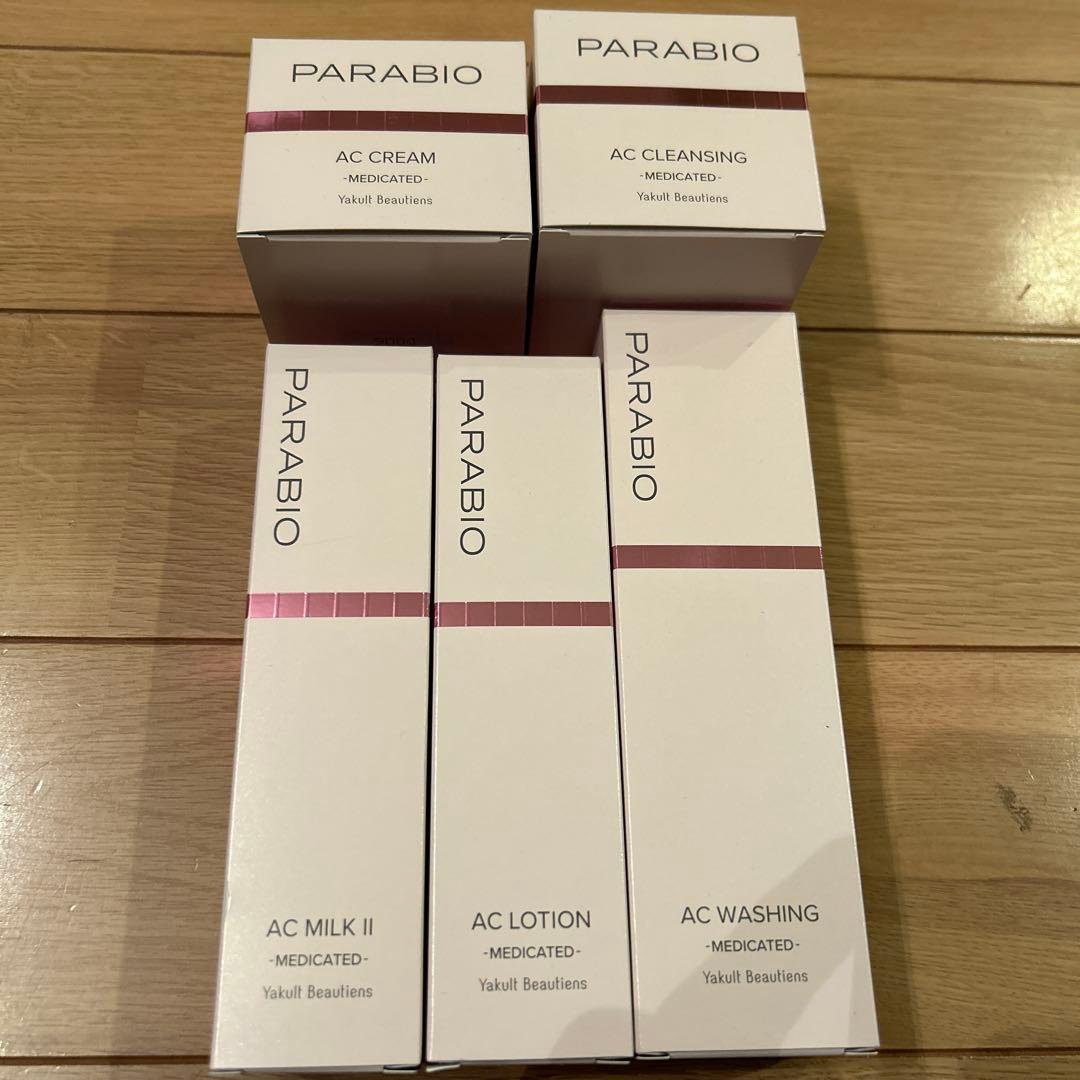 PARABIO
AC CREAM
-MEDICATED-
Yakult Beautiens
PARABIO
AC CLEANSING
-MEDICATED-
Yakult Beautiens
PARABIO
AC MILK II
-MEDICATED-
Yakult Beautiens
PARABIO
AC LOTION
-MEDICATED-
Yakult Beautiens
PARABIO
AC WASHING
-MEDICATED-
Yakult Beautiens